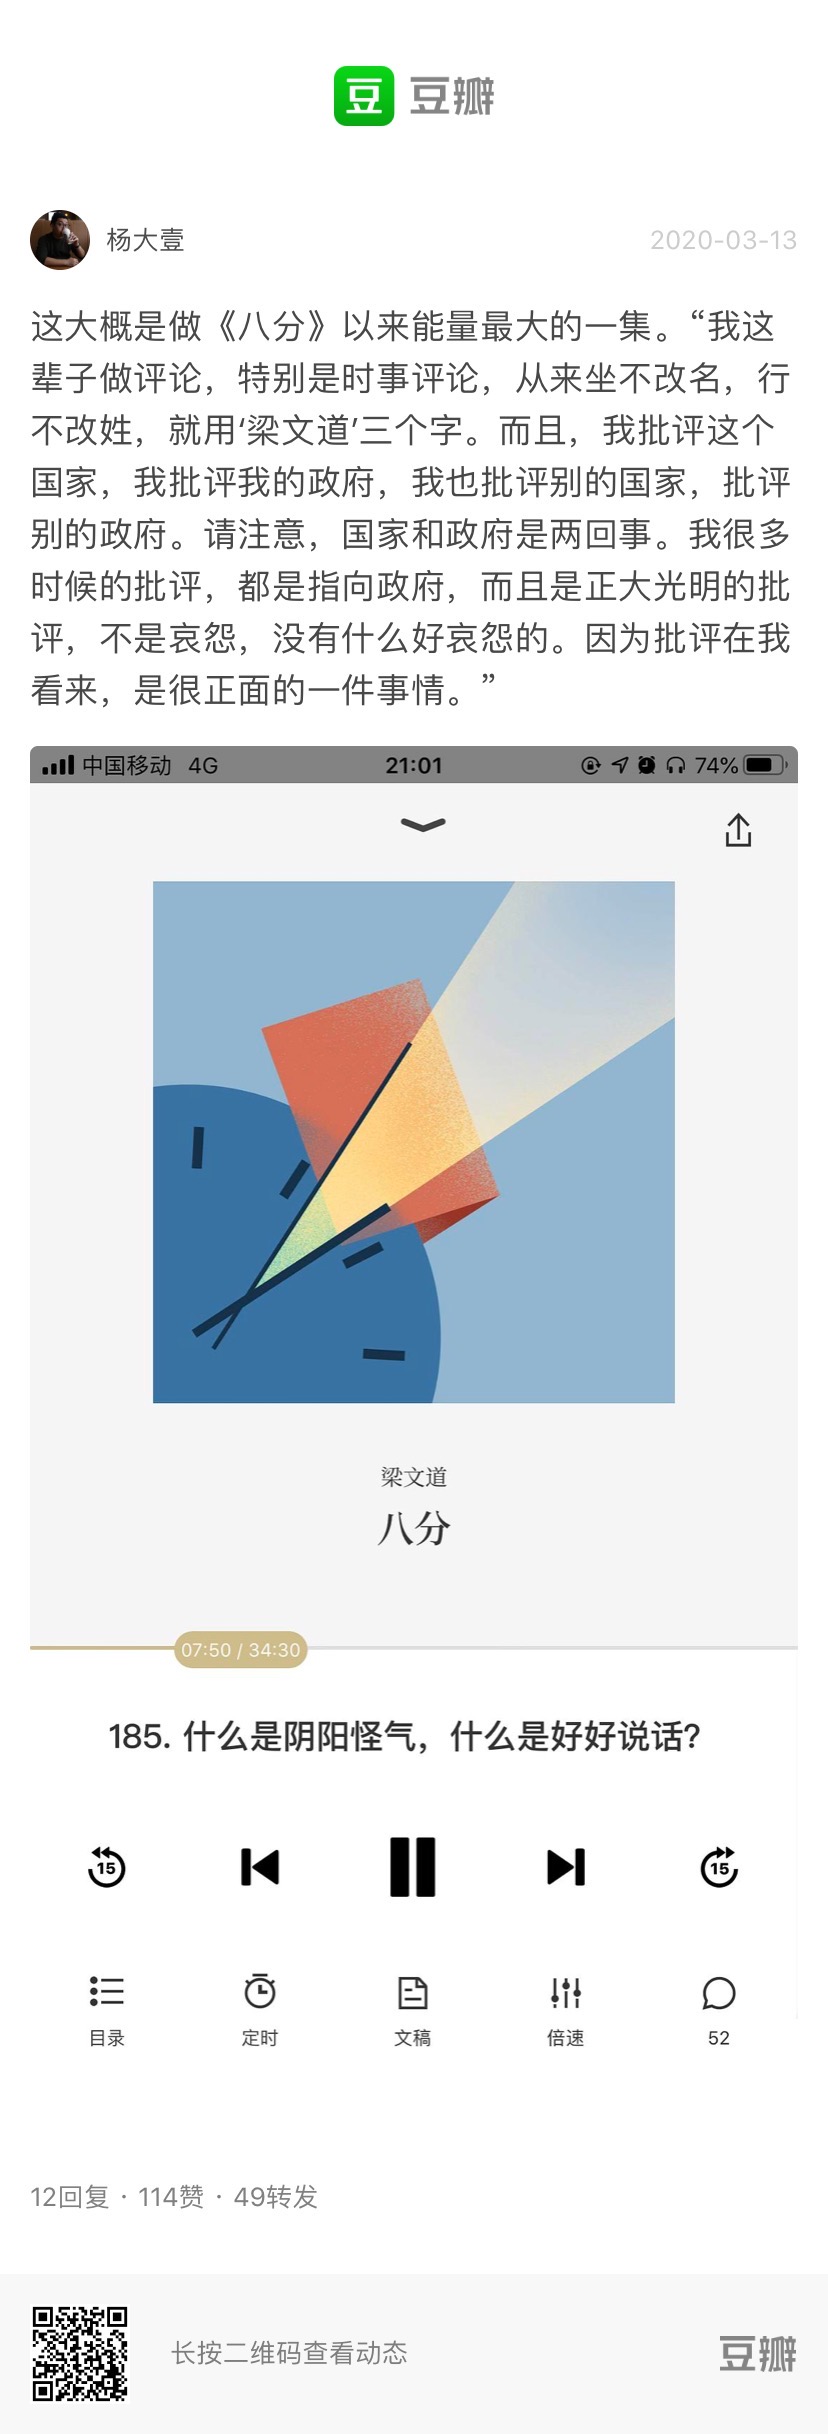 豆 豆瓣
杨大壹 2020-03-13
这大概是做《八分》以来能量最大的一集。“我这
辈子做评论，特别是时事评论，从来坐不改名，行
不改姓，就用‘梁文道’三个字。而且，我批评这个
国家，我批评我的政府，我也批评别的国家，批评
别的政府。请注意，国家和政府是两回事。我很多
时候的批评，都是指向政府，而且是正大光明的批
评，不是哀怨，没有什么好哀怨的。因为批评在我
看来，是很正面的一件事情。”
中国移动 4G 21:01 74%
梁文道
八分
07:50 / 34:30
185. 什么是阴阳怪气，什么是好好说话?
15 15
目录 定时 文稿 倍速 52
12回复 · 114赞 · 49转发
长按二维码查看动态 豆瓣